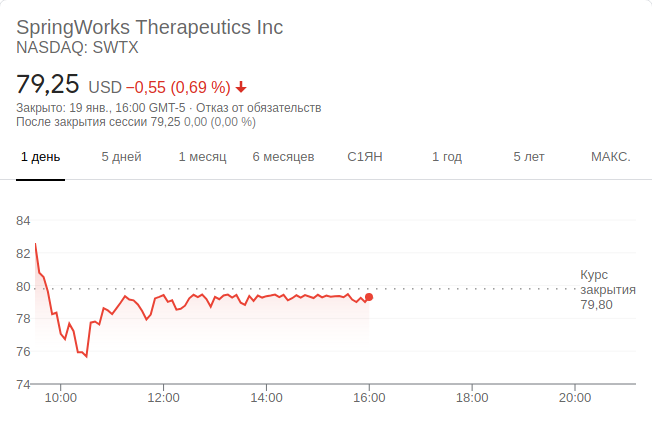 SpringWorks Therapeutics Inc
NASDAQ: SWTX
79,25 USD −0,55 (0,69 %)
Закрыто: 19 янв., 16:00 GMT-5 · Отказ от обязательств
После закрытия сессии 79,25 0,00 (0,00 %)
1 день 5 дней 1 месяц 6 месяцев С1ЯН 1 год 5 лет МАКС.
84
82
80
78
76
74
Курс
закрытия
79,80
10:00 12:00 14:00 16:00 18:00 20:00